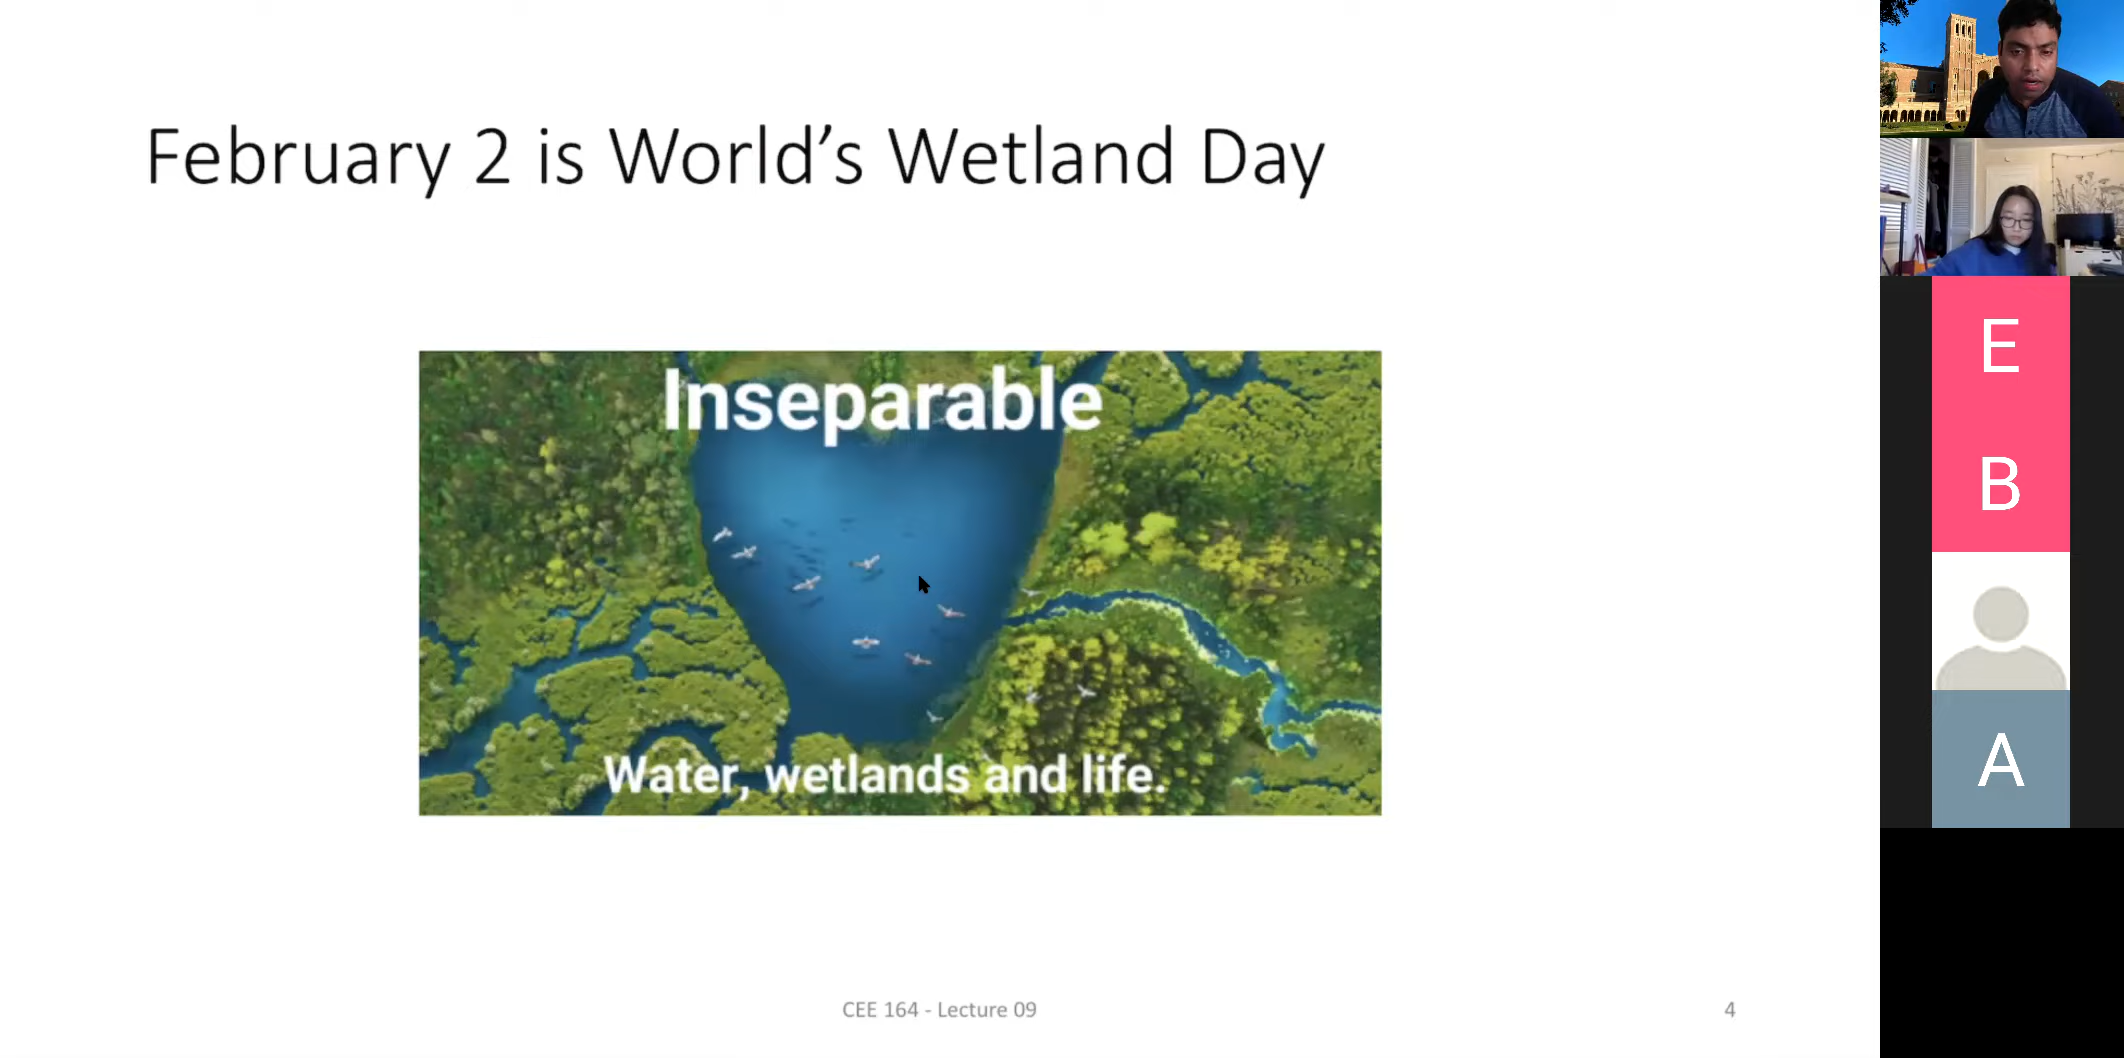 February 2 is World’s Wetland Day
Inseparable
Water, wetlands and life.
CEE 164 - Lecture 09
4
E
B
A